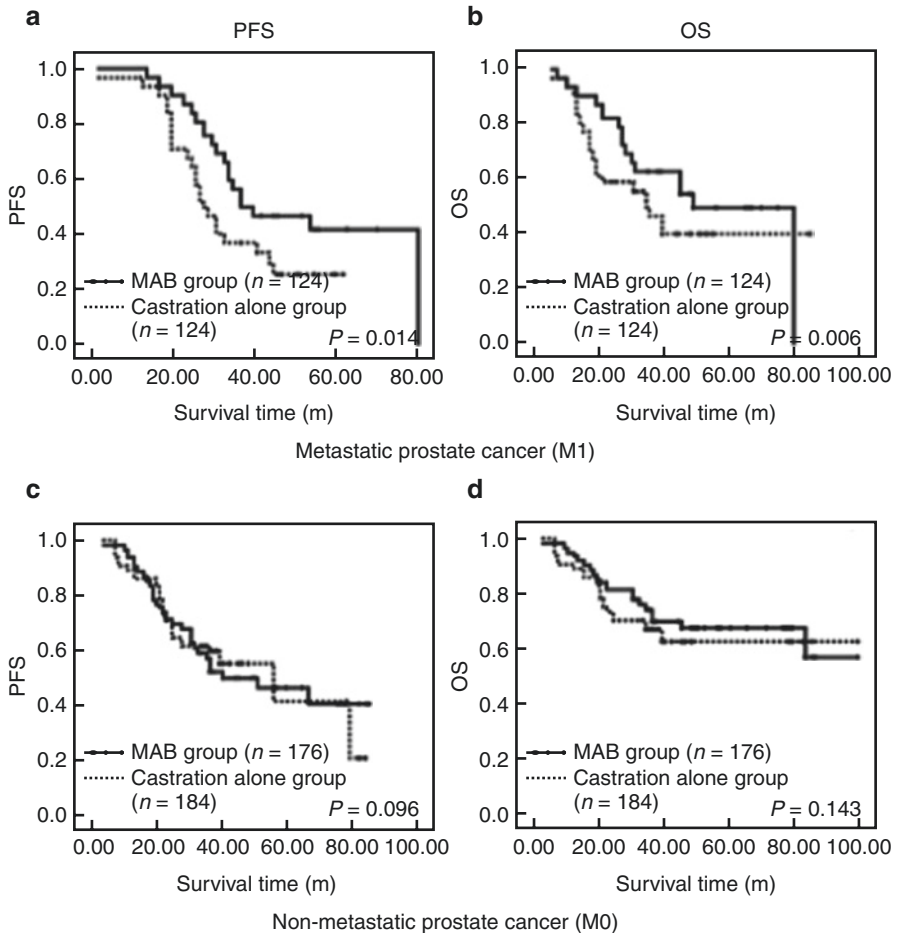 a
PFS
PFS
1.0
0.8
0.6
0.4
0.2
0.0
MAB group (n = 124)
Castration alone group
(n = 124)
P = 0.014
0.00 20.00 40.00 60.00 80.00
Survival time (m)
b
OS
OS
1.0
0.8
0.6
0.4
0.2
0.0
MAB group (n = 124)
Castration alone group
(n = 124)
P = 0.006
0.00 20.00 40.00 60.00 80.00 100.00
Survival time (m)
Metastatic prostate cancer (M1)
c
PFS
1.0
0.8
0.6
0.4
0.2
0.0
MAB group (n = 176)
Castration alone group
(n = 184)
P = 0.096
0.00 20.00 40.00 60.00 80.00 100.00
Survival time (m)
d
OS
1.0
0.8
0.6
0.4
0.2
0.0
MAB group (n = 176)
Castration alone group
(n = 184)
P = 0.143
0.00 20.00 40.00 60.00 80.00 100.00
Survival time (m)
Non-metastatic prostate cancer (M0)